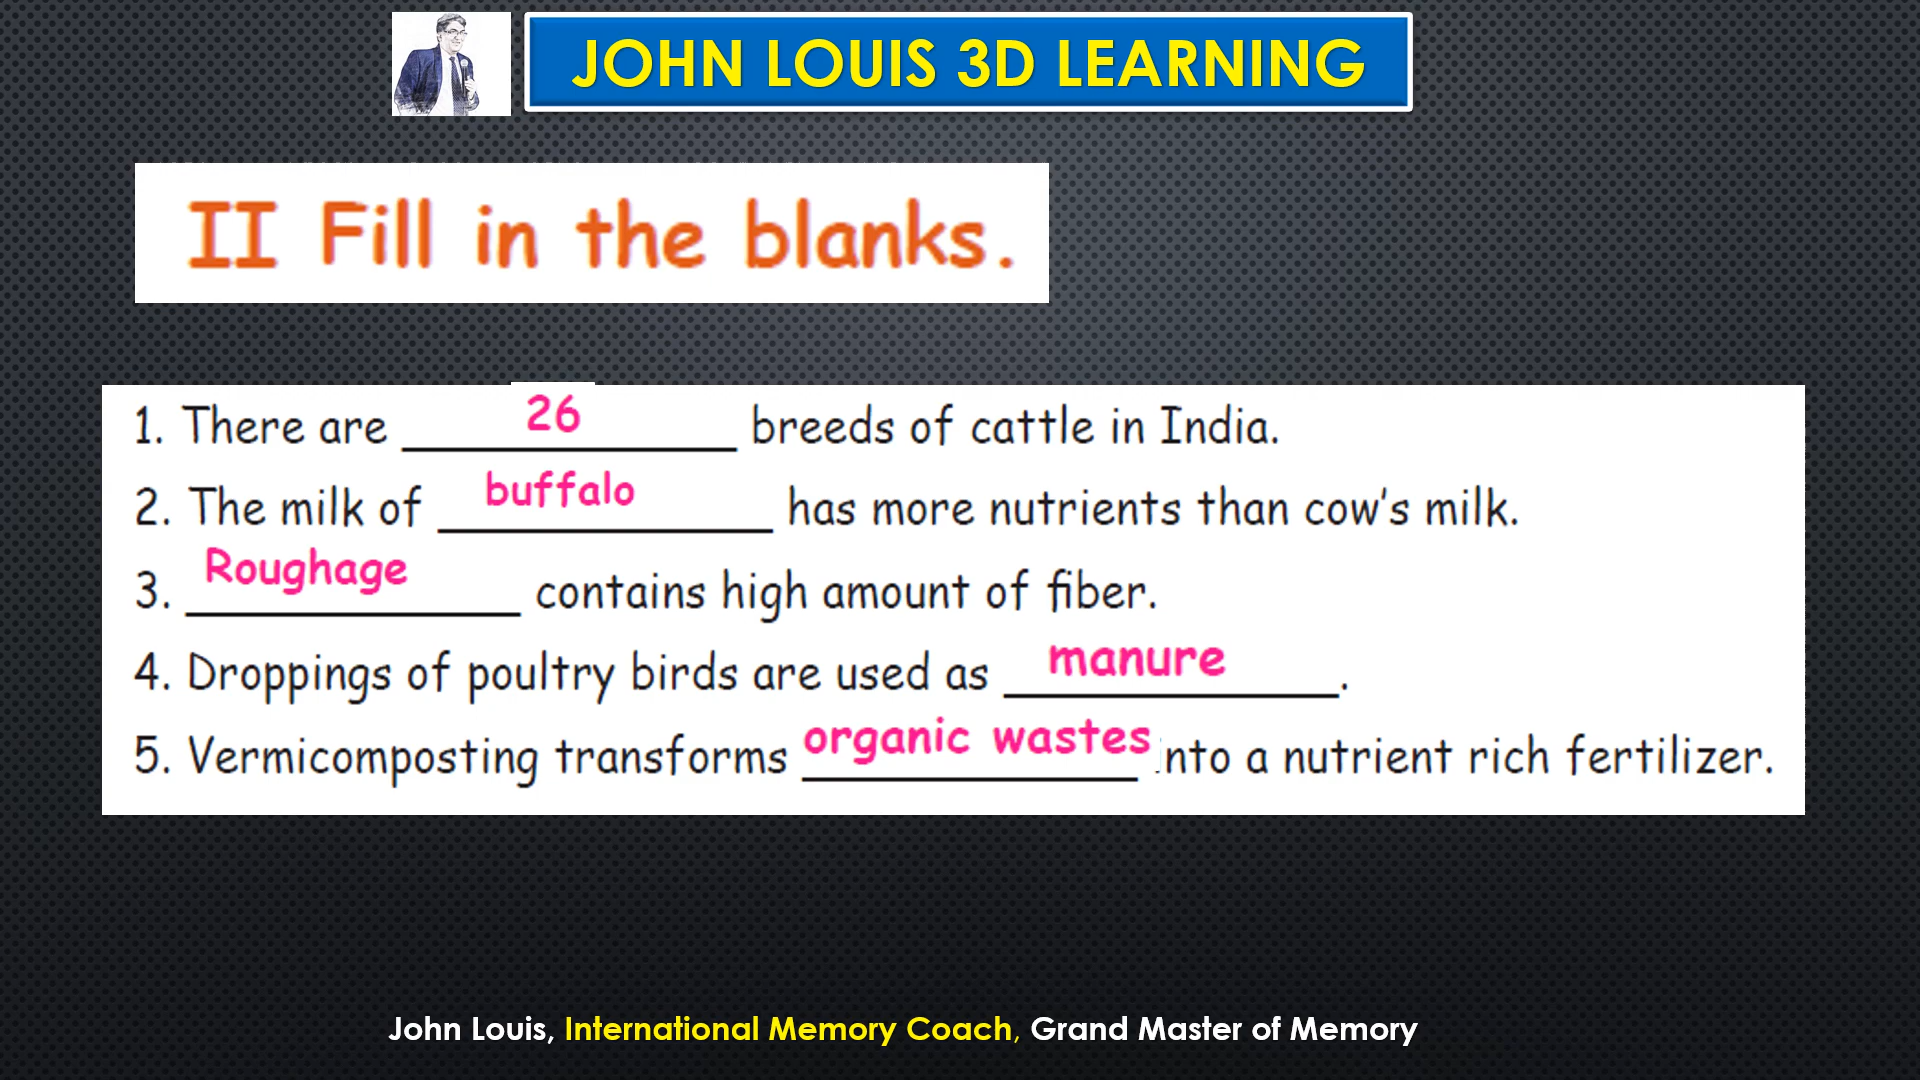 JOHN LOUIS 3D LEARNING
II Fill in the blanks.
1. There are 26 breeds of cattle in India.
2. The milk of buffalo has more nutrients than cow's milk.
3. Roughage contains high amount of fiber.
4. Droppings of poultry birds are used as manure.
5. Vermicomposting transforms organic wastes into a nutrient rich fertilizer.
John Louis, International Memory Coach, Grand Master of Memory